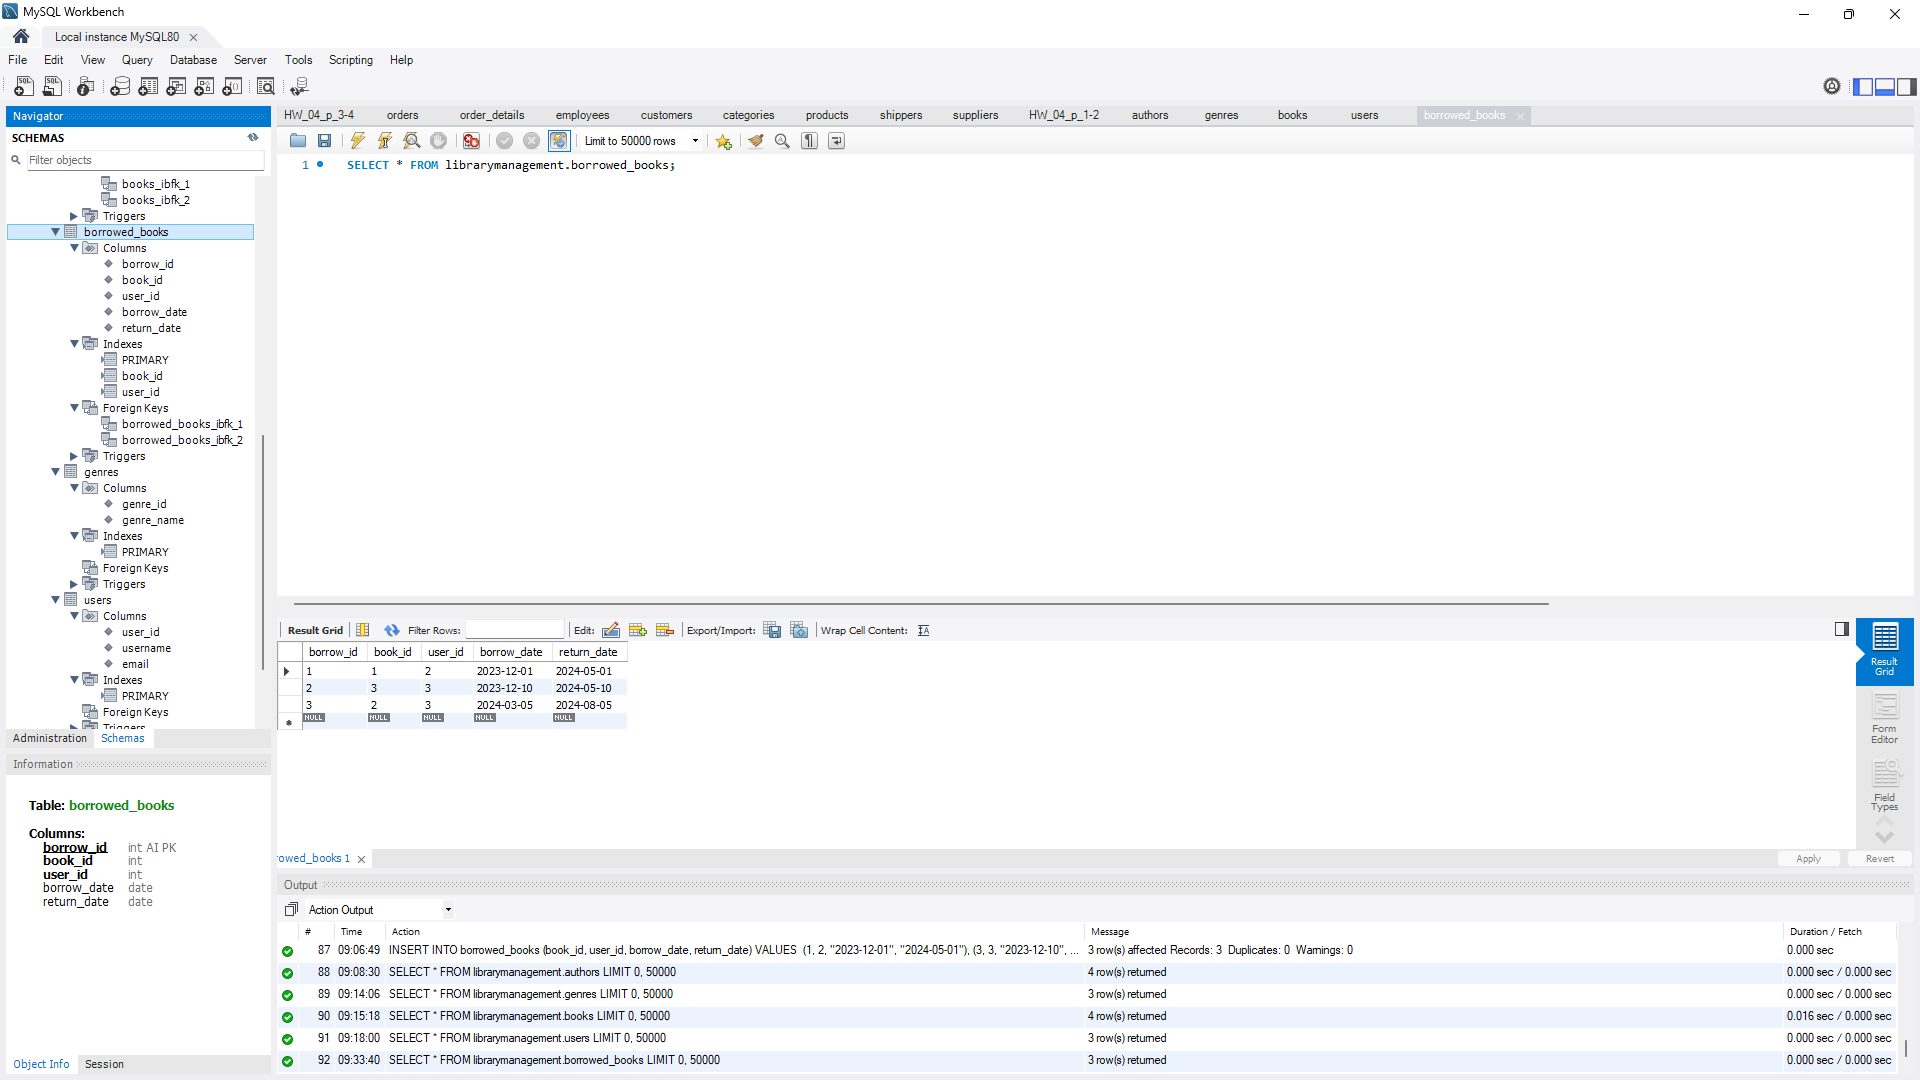 MySQL Workbench
Local instance MySQL80
File Edit View Query Database Server Tools Scripting Help
Navigator
SCHEMAS
Filter objects
books_ibfk_1
books_ibfk_2
Triggers
borrowed_books
Columns
borrow_id
book_id
user_id
borrow_date
return_date
Indexes
PRIMARY
book_id
user_id
Foreign Keys
borrowed_books_ibfk_1
borrowed_books_ibfk_2
Triggers
genres
Columns
genre_id
genre_name
Indexes
PRIMARY
Foreign Keys
Triggers
users
Columns
user_id
username
email
Indexes
PRIMARY
Foreign Keys
Triggers
Administration Schemas
Information
Table: borrowed_books
Columns:
borrow_id int AI PK
book_id int
user_id int
borrow_date date
return_date date
Object Info Session
HW_04_p_3-4 orders order_details employees customers categories products shippers suppliers HW_04_p_1-2 authors genres books users borrowed_books
Limit to 50000 rows
1 SELECT * FROM librarymanagement.borrowed_books;
Result Grid Filter Rows: Edit: Export/Import: Wrap Cell Content:
borrow_id book_id user_id borrow_date return_date
1 1 2 2023-12-01 2024-05-01
2 3 3 2023-12-10 2024-05-10
3 2 3 2024-03-05 2024-08-05
NULL NULL NULL NULL NULL
Result Grid
Form Editor
Field Types
rowed_books 1
Apply Revert
Output
Action Output
# Time Action Message Duration / Fetch
87 09:06:49 INSERT INTO borrowed_books (book_id, user_id, borrow_date, return_date) VALUES (1, 2, "2023-12-01", "2024-05-01"), (3, 3, "2023-12-10", ... 3 row(s) affected Records: 3 Duplicates: 0 Warnings: 0 0.000 sec
88 09:08:30 SELECT * FROM librarymanagement.authors LIMIT 0, 50000 4 row(s) returned 0.000 sec / 0.000 sec
89 09:14:06 SELECT * FROM librarymanagement.genres LIMIT 0, 50000 3 row(s) returned 0.000 sec / 0.000 sec
90 09:15:18 SELECT * FROM librarymanagement.books LIMIT 0, 50000 4 row(s) returned 0.016 sec / 0.000 sec
91 09:18:00 SELECT * FROM librarymanagement.users LIMIT 0, 50000 3 row(s) returned 0.000 sec / 0.000 sec
92 09:33:40 SELECT * FROM librarymanagement.borrowed_books LIMIT 0, 50000 3 row(s) returned 0.000 sec / 0.000 sec